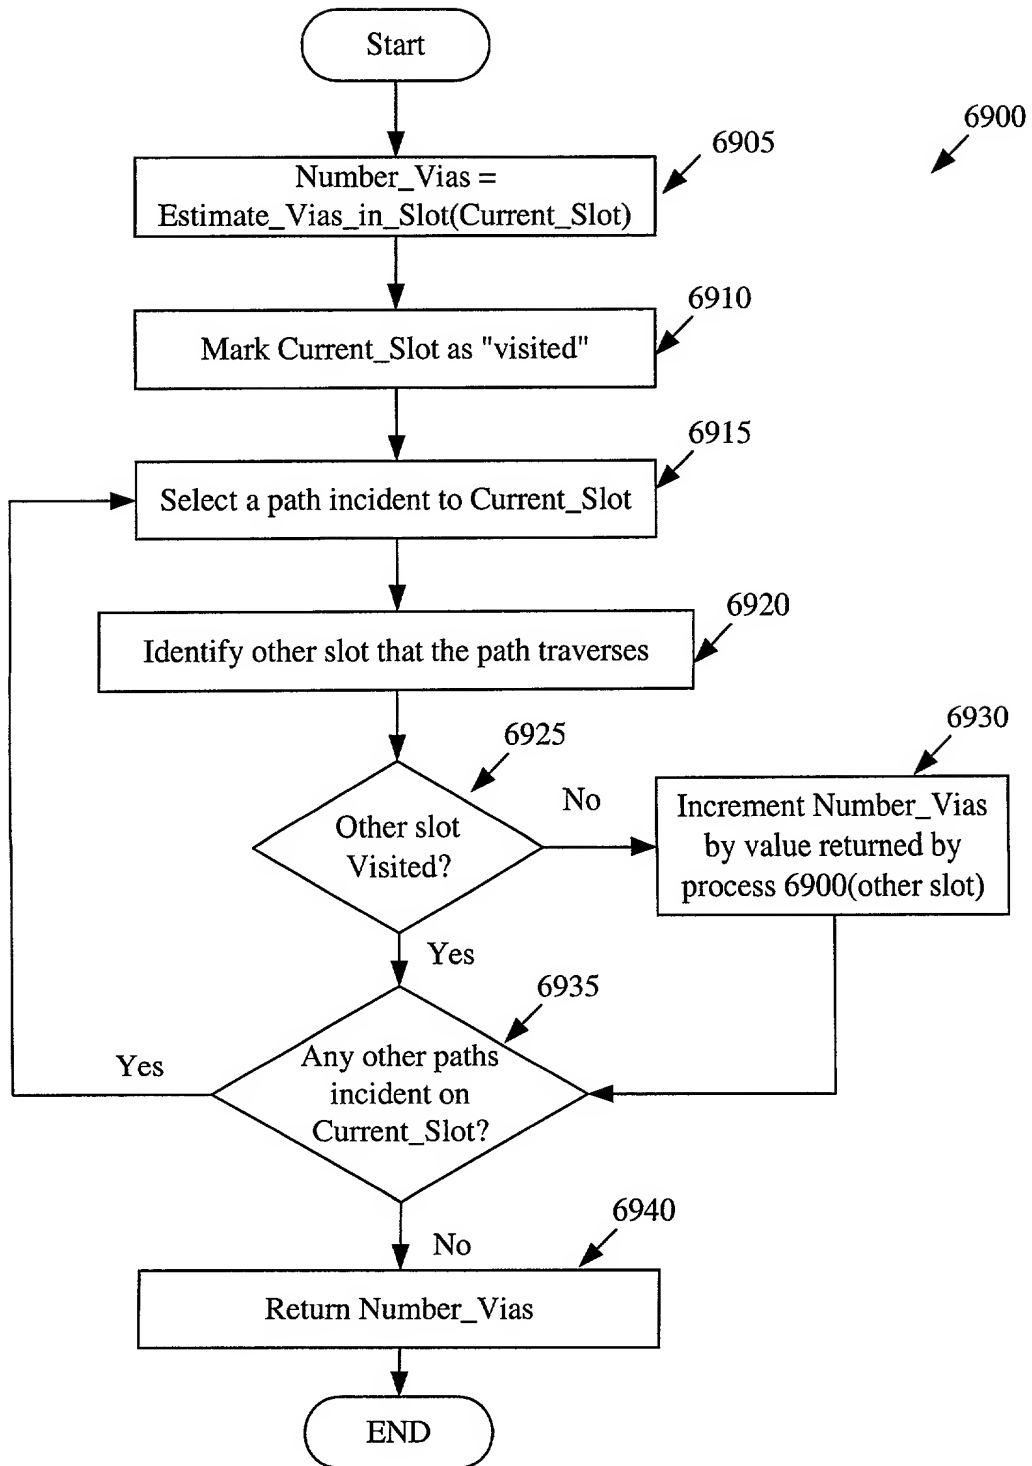 Start
6900
6905
Number_Vias =
Estimate_Vias_in_Slot(Current_Slot)
6910
Mark Current_Slot as "visited"
6915
Select a path incident to Current_Slot
6920
Identify other slot that the path traverses
6925
Other slot
Visited?
No
6930
Increment Number_Vias
by value returned by
process 6900(other slot)
Yes
6935
Any other paths
incident on
Current_Slot?
Yes
No
6940
Return Number_Vias
END